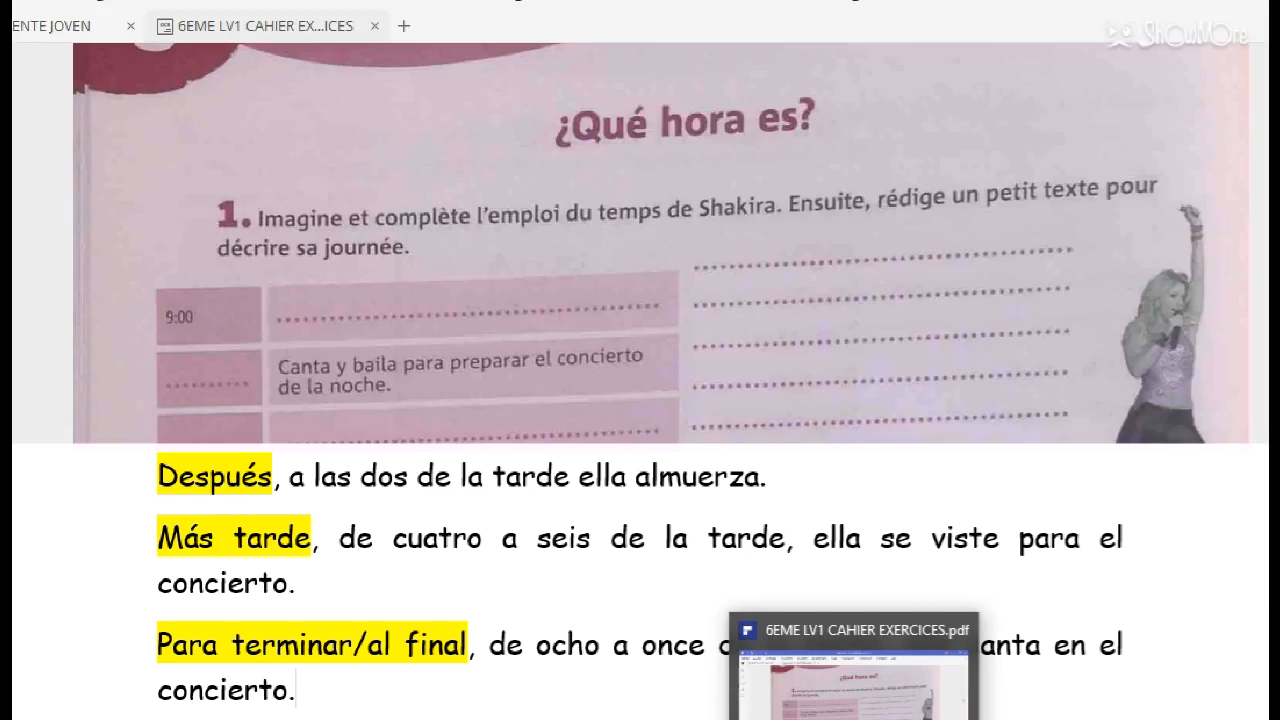 ENTE JOVEN
6EME LV1 CAHIER EX...ICES
ShowMore
¿Qué hora es?
1. Imagine et complète l'emploi du temps de Shakira. Ensuite, rédige un petit texte pour
décrire sa journée.
9:00
Canta y baila para preparar el concierto
de la noche.
Después, a las dos de la tarde ella almuerza.
Más tarde, de cuatro a seis de la tarde, ella se viste para el
concierto.
Para terminar/al final, de ocho a once anta en el
concierto.
6EME LV1 CAHIER EXERCICES.pdf
¿Qué hora es?